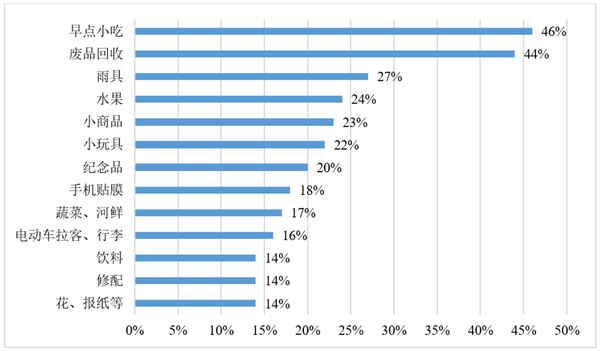 早点小吃 46%
废品回收 44%
雨具 27%
水果 24%
小商品 23%
小玩具 22%
纪念品 20%
手机贴膜 18%
蔬菜、河鲜 17%
电动车拉客、行李 16%
饮料 14%
修配 14%
花、报纸等 14%
0% 5% 10% 15% 20% 25% 30% 35% 40% 45% 50%